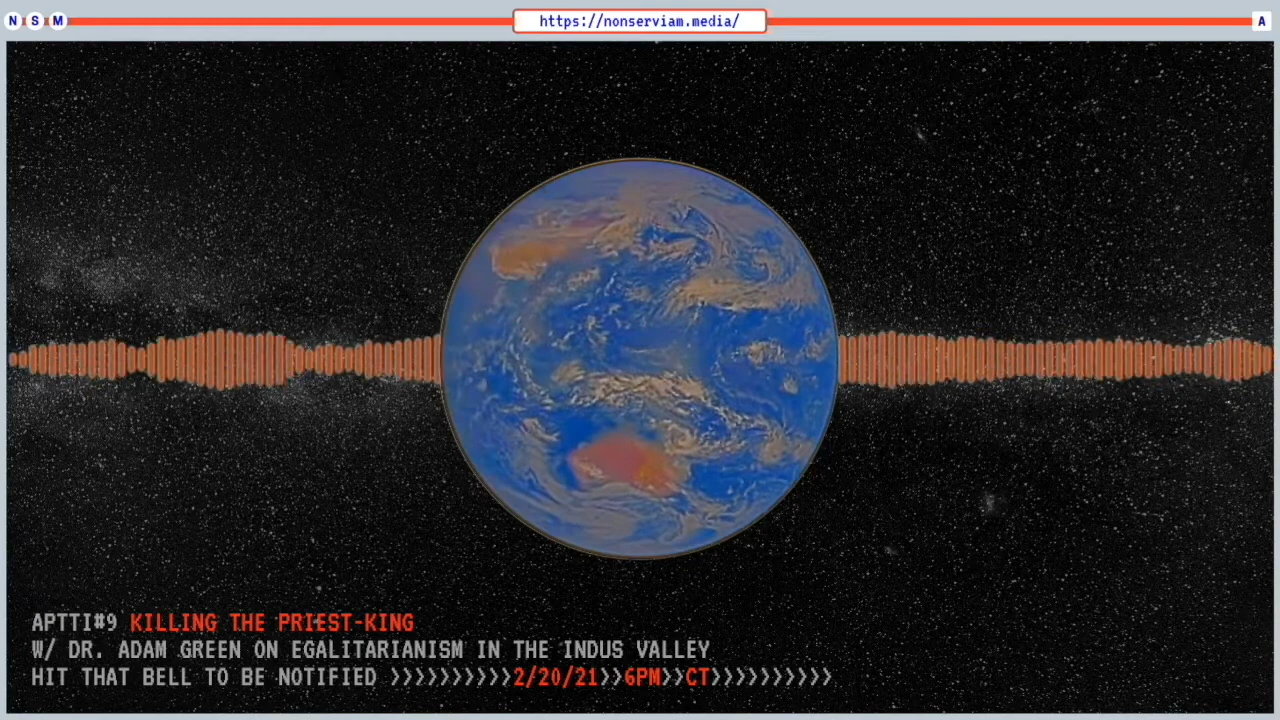 N S M https://nonserviam.media/ A
APTTI#9 KILLING THE PRIEST-KING
W/ DR. ADAM GREEN ON EGALITARIANISM IN THE INDUS VALLEY
HIT THAT BELL TO BE NOTIFIED >>>>>>>>>>2/20/21>>6PM>>CT>>>>>>>>>>